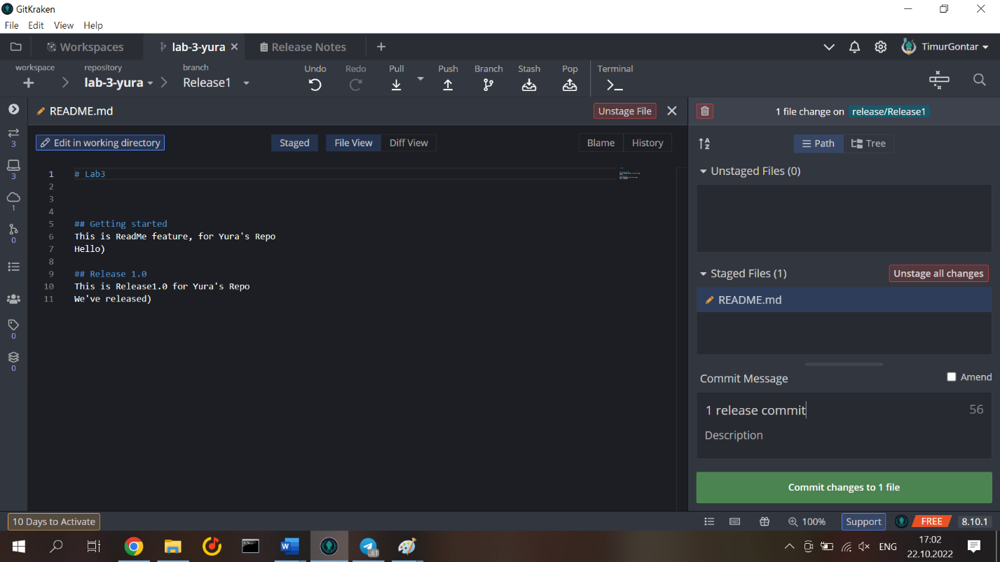 GitKraken
File Edit View Help
Workspaces
lab-3-yura
Release Notes
TimurGontar
workspace
repository
lab-3-yura
branch
Release1
Undo
Redo
Pull
Push
Branch
Stash
Pop
Terminal
README.md
Unstage File
Edit in working directory
Staged
File View
Diff View
Blame
History
3
3
1
0
0
0
1 # Lab3
2
3
4
5 ## Getting started
6 This is ReadMe feature, for Yura's Repo
7 Hello)
8
9 ## Release 1.0
10 This is Release1.0 for Yura's Repo
11 We've released)
1 file change on release/Release1
Path
Tree
Unstaged Files (0)
Staged Files (1)
Unstage all changes
README.md
Commit Message
Amend
1 release commit
56
Description
Commit changes to 1 file
10 Days to Activate
100%
Support
FREE
8.10.1
61
ENG
17:02
22.10.2022